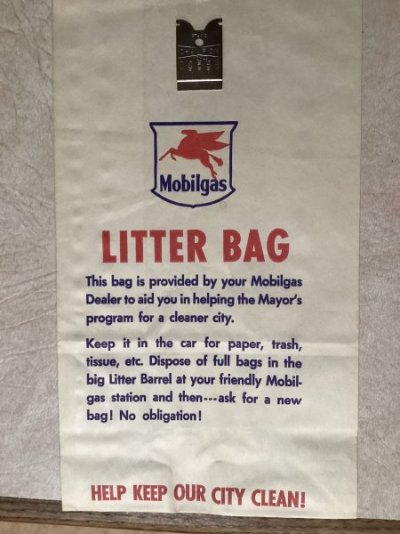 Mobilgas
LITTER BAG
This bag is provided by your Mobilgas
Dealer to aid you in helping the Mayor's
program for a cleaner city.
Keep it in the car for paper, trash,
tissue, etc. Dispose of full bags in the
big Litter Barrel at your friendly Mobil-
gas station and then---ask for a new
bag! No obligation!
HELP KEEP OUR CITY CLEAN!